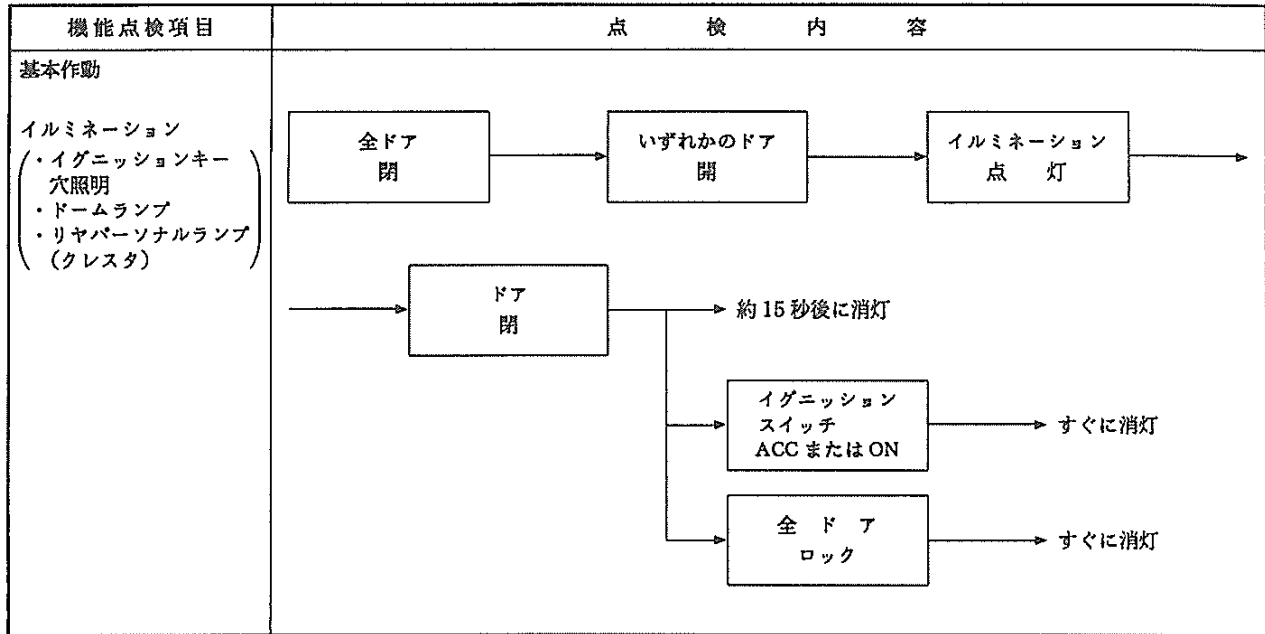 機能点検項目
点検内容
基本作動
イルミネーション
・イグニッションキー
穴照明
・ドームランプ
・リヤパーソナルランプ
(クレスタ)
全ドア
閉
いずれかのドア
開
イルミネーション
点 灯
ドア
閉
約15秒後に消灯
イグニッション
スイッチ
ACC または ON
すぐに消灯
全 ド ア
ロック
すぐに消灯